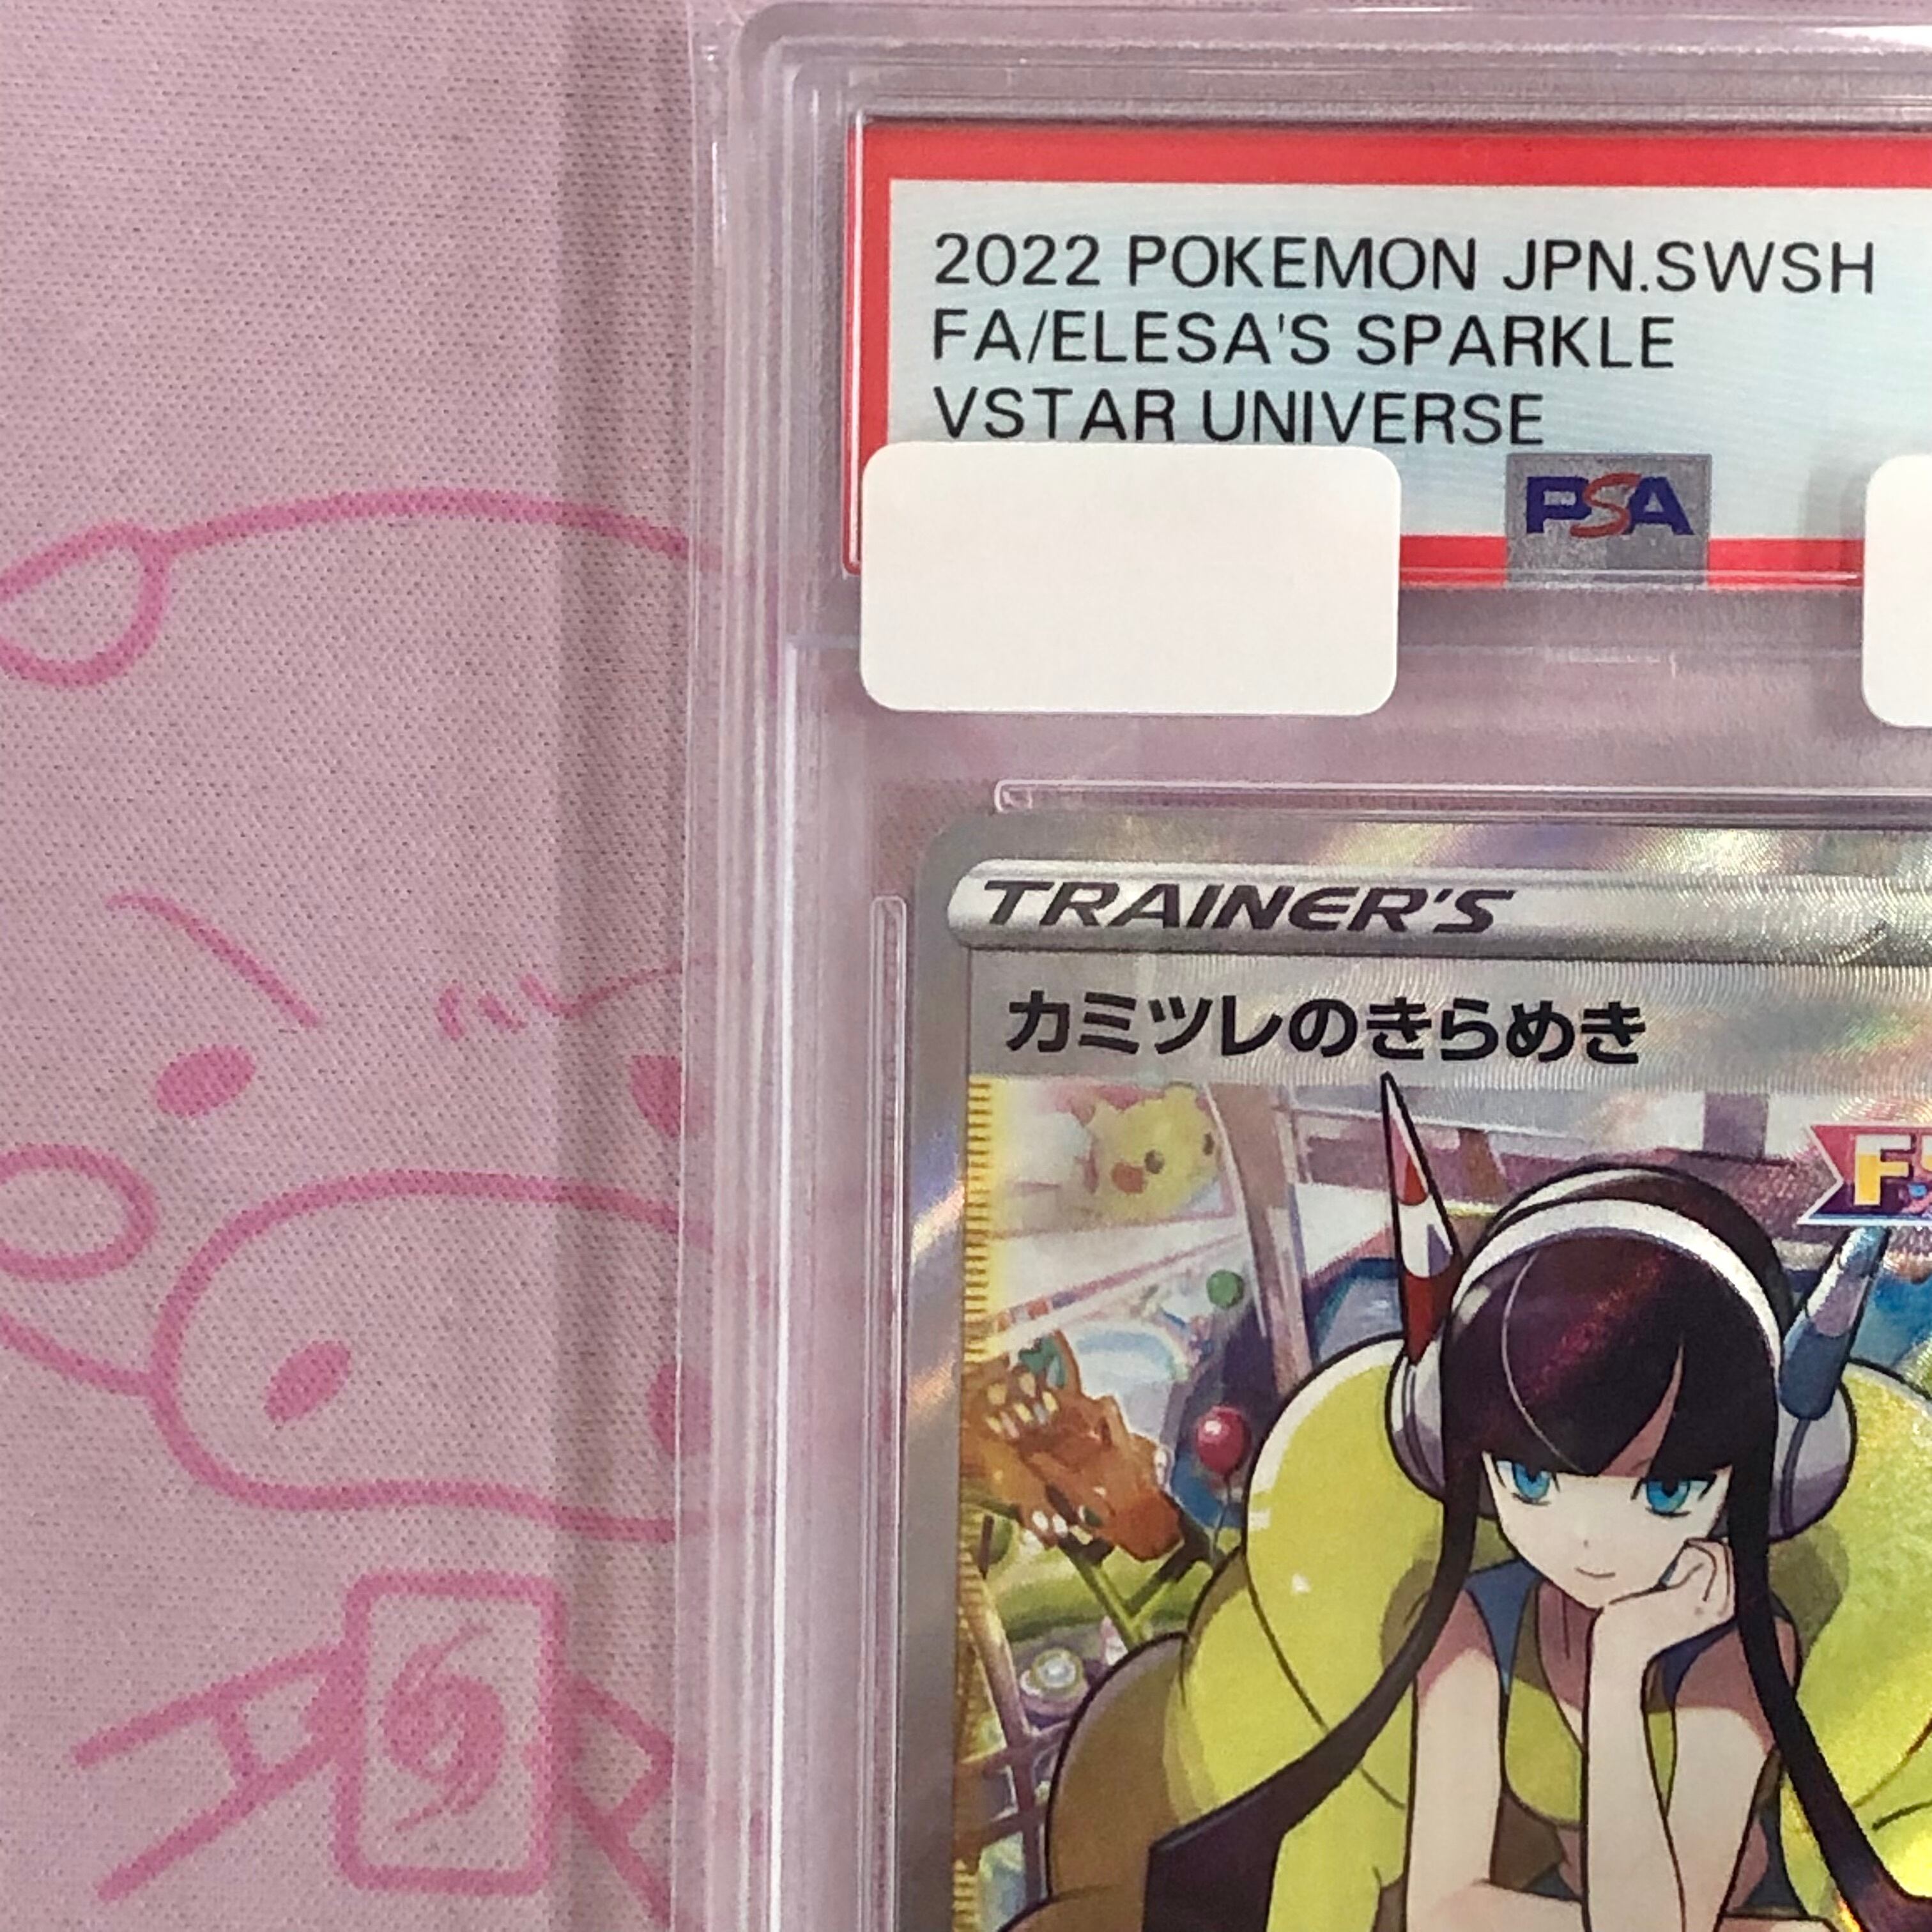 2022 POKEMON JPN.SWSH
FA/ELESA'S SPARKLE
VSTAR UNIVERSE
PSA
TRAINER'S
カミツレのきらめき